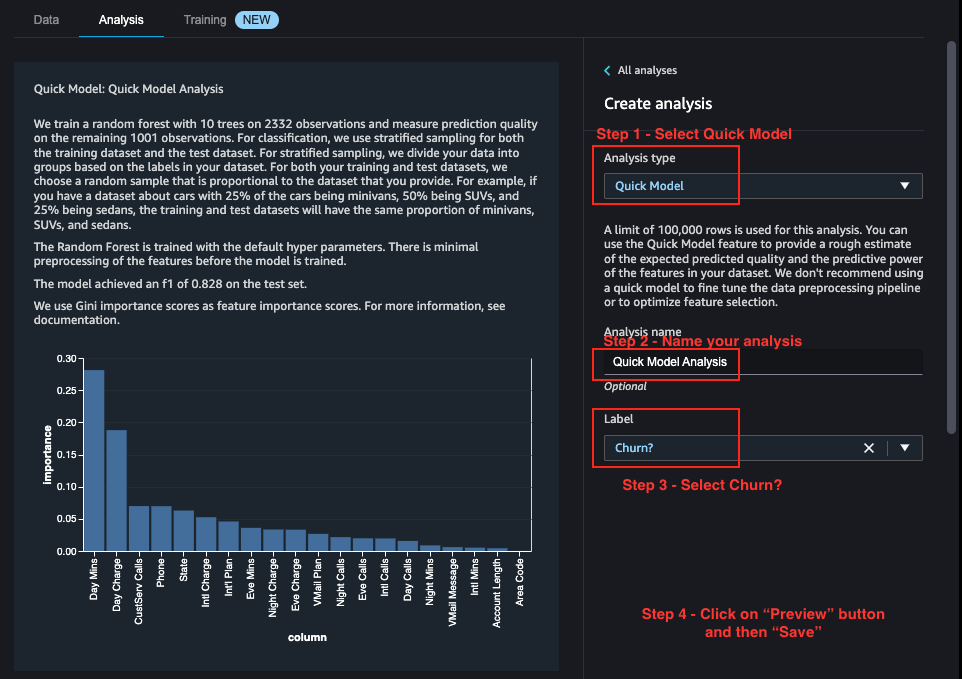 Data Analysis Training NEW
Quick Model: Quick Model Analysis
We train a random forest with 10 trees on 2332 observations and measure prediction quality
on the remaining 1001 observations. For classification, we use stratified sampling for both
the training dataset and the test dataset. For stratified sampling, we divide your data into
groups based on the labels in your dataset. For both your training and test datasets, we
choose a random sample that is proportional to the dataset that you provide. For example, if
you have a dataset about cars with 25% of the cars being minivans, 50% being SUVs, and
25% being sedans, the training and test datasets will have the same proportion of minivans,
SUVs, and sedans.
The Random Forest is trained with the default hyper parameters. There is minimal
preprocessing of the features before the model is trained.
The model achieved an f1 of 0.828 on the test set.
We use Gini importance scores as feature importance scores. For more information, see
documentation.
importance
0.30
0.25
0.20
0.15
0.10
0.05
0.00
Day Mins
Day Charge
CustServ Calls
Phone
State
Intl Charge
Int'l Plan
Eve Mins
Night Charge
Eve Charge
VMail Plan
Night Calls
Eve Calls
Intl Calls
Day Calls
Night Mins
VMail Message
Intl Mins
Account Length
Area Code
column
All analyses
Create analysis
Step 1 - Select Quick Model
Analysis type
Quick Model
A limit of 100,000 rows is used for this analysis. You can
use the Quick Model feature to provide a rough estimate
of the expected predicted quality and the predictive power
of the features in your dataset. We don't recommend using
a quick model to fine tune the data preprocessing pipeline
or to optimize feature selection.
Analysis name
Step 2 - Name your analysis
Quick Model Analysis
Optional
Label
Churn?
Step 3 - Select Churn?
Step 4 - Click on “Preview” button
and then “Save”